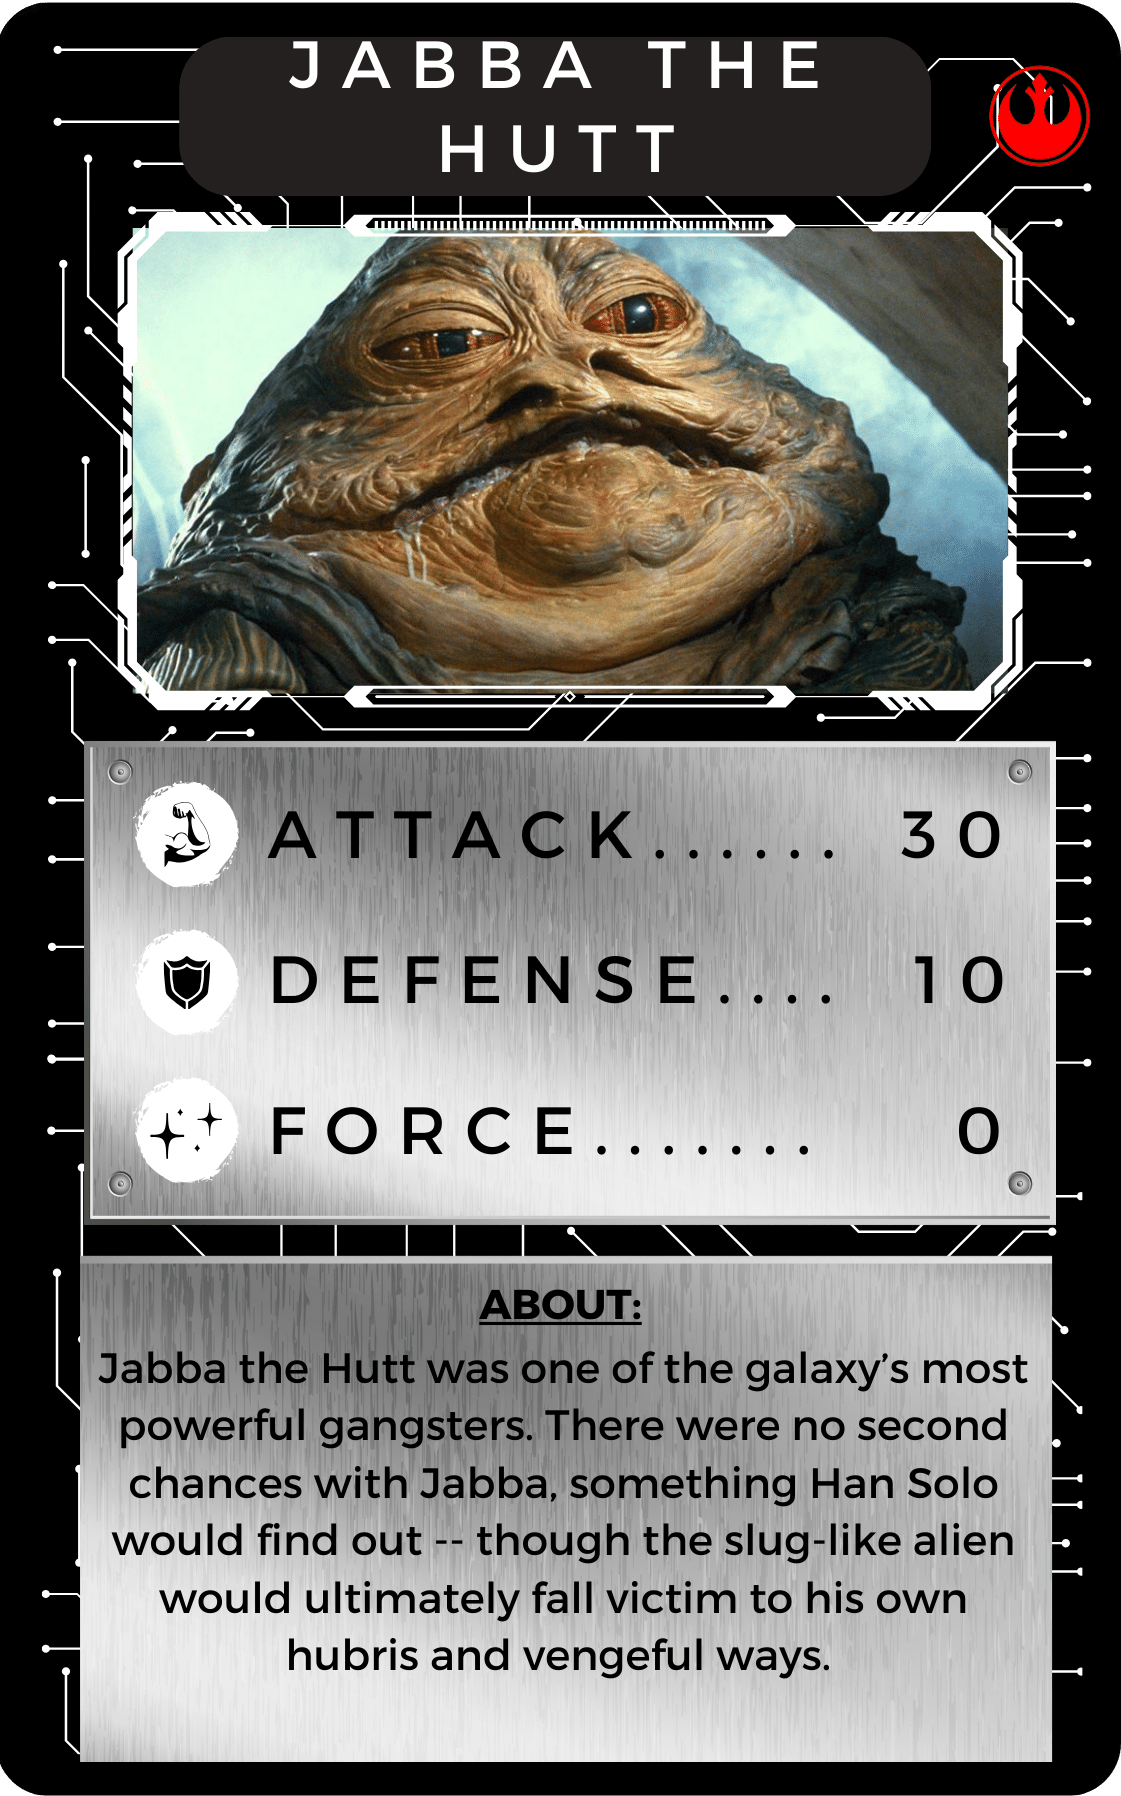 JABBA THE
HUTT
ATTACK...... 30
DEFENSE.... 10
FORCE....... 0
ABOUT:
Jabba the Hutt was one of the galaxy’s most
powerful gangsters. There were no second
chances with Jabba, something Han Solo
would find out -- though the slug-like alien
would ultimately fall victim to his own
hubris and vengeful ways.